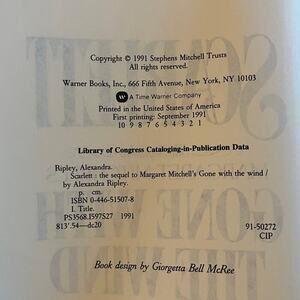 Copyright © 1991 Stephens Mitchell Trusts
All rights reserved.
Warner Books, Inc., 666 Fifth Avenue, New York, NY 10103
A Time Warner Company
Printed in the United States of America
First printing: September 1991
10 9 8 7 6 5 4 3 2 1
Library of Congress Cataloging-in-Publication Data
Ripley, Alexandra.
Scarlett : the sequel to Margaret Mitchell's Gone with the wind /
by Alexandra Ripley.
p. cm.
ISBN 0-446-51507-8
I. Title.
PS3568.I597S27 1991
813'.54—dc20 91-50272
CIP
Book design by Giorgetta Bell McRee